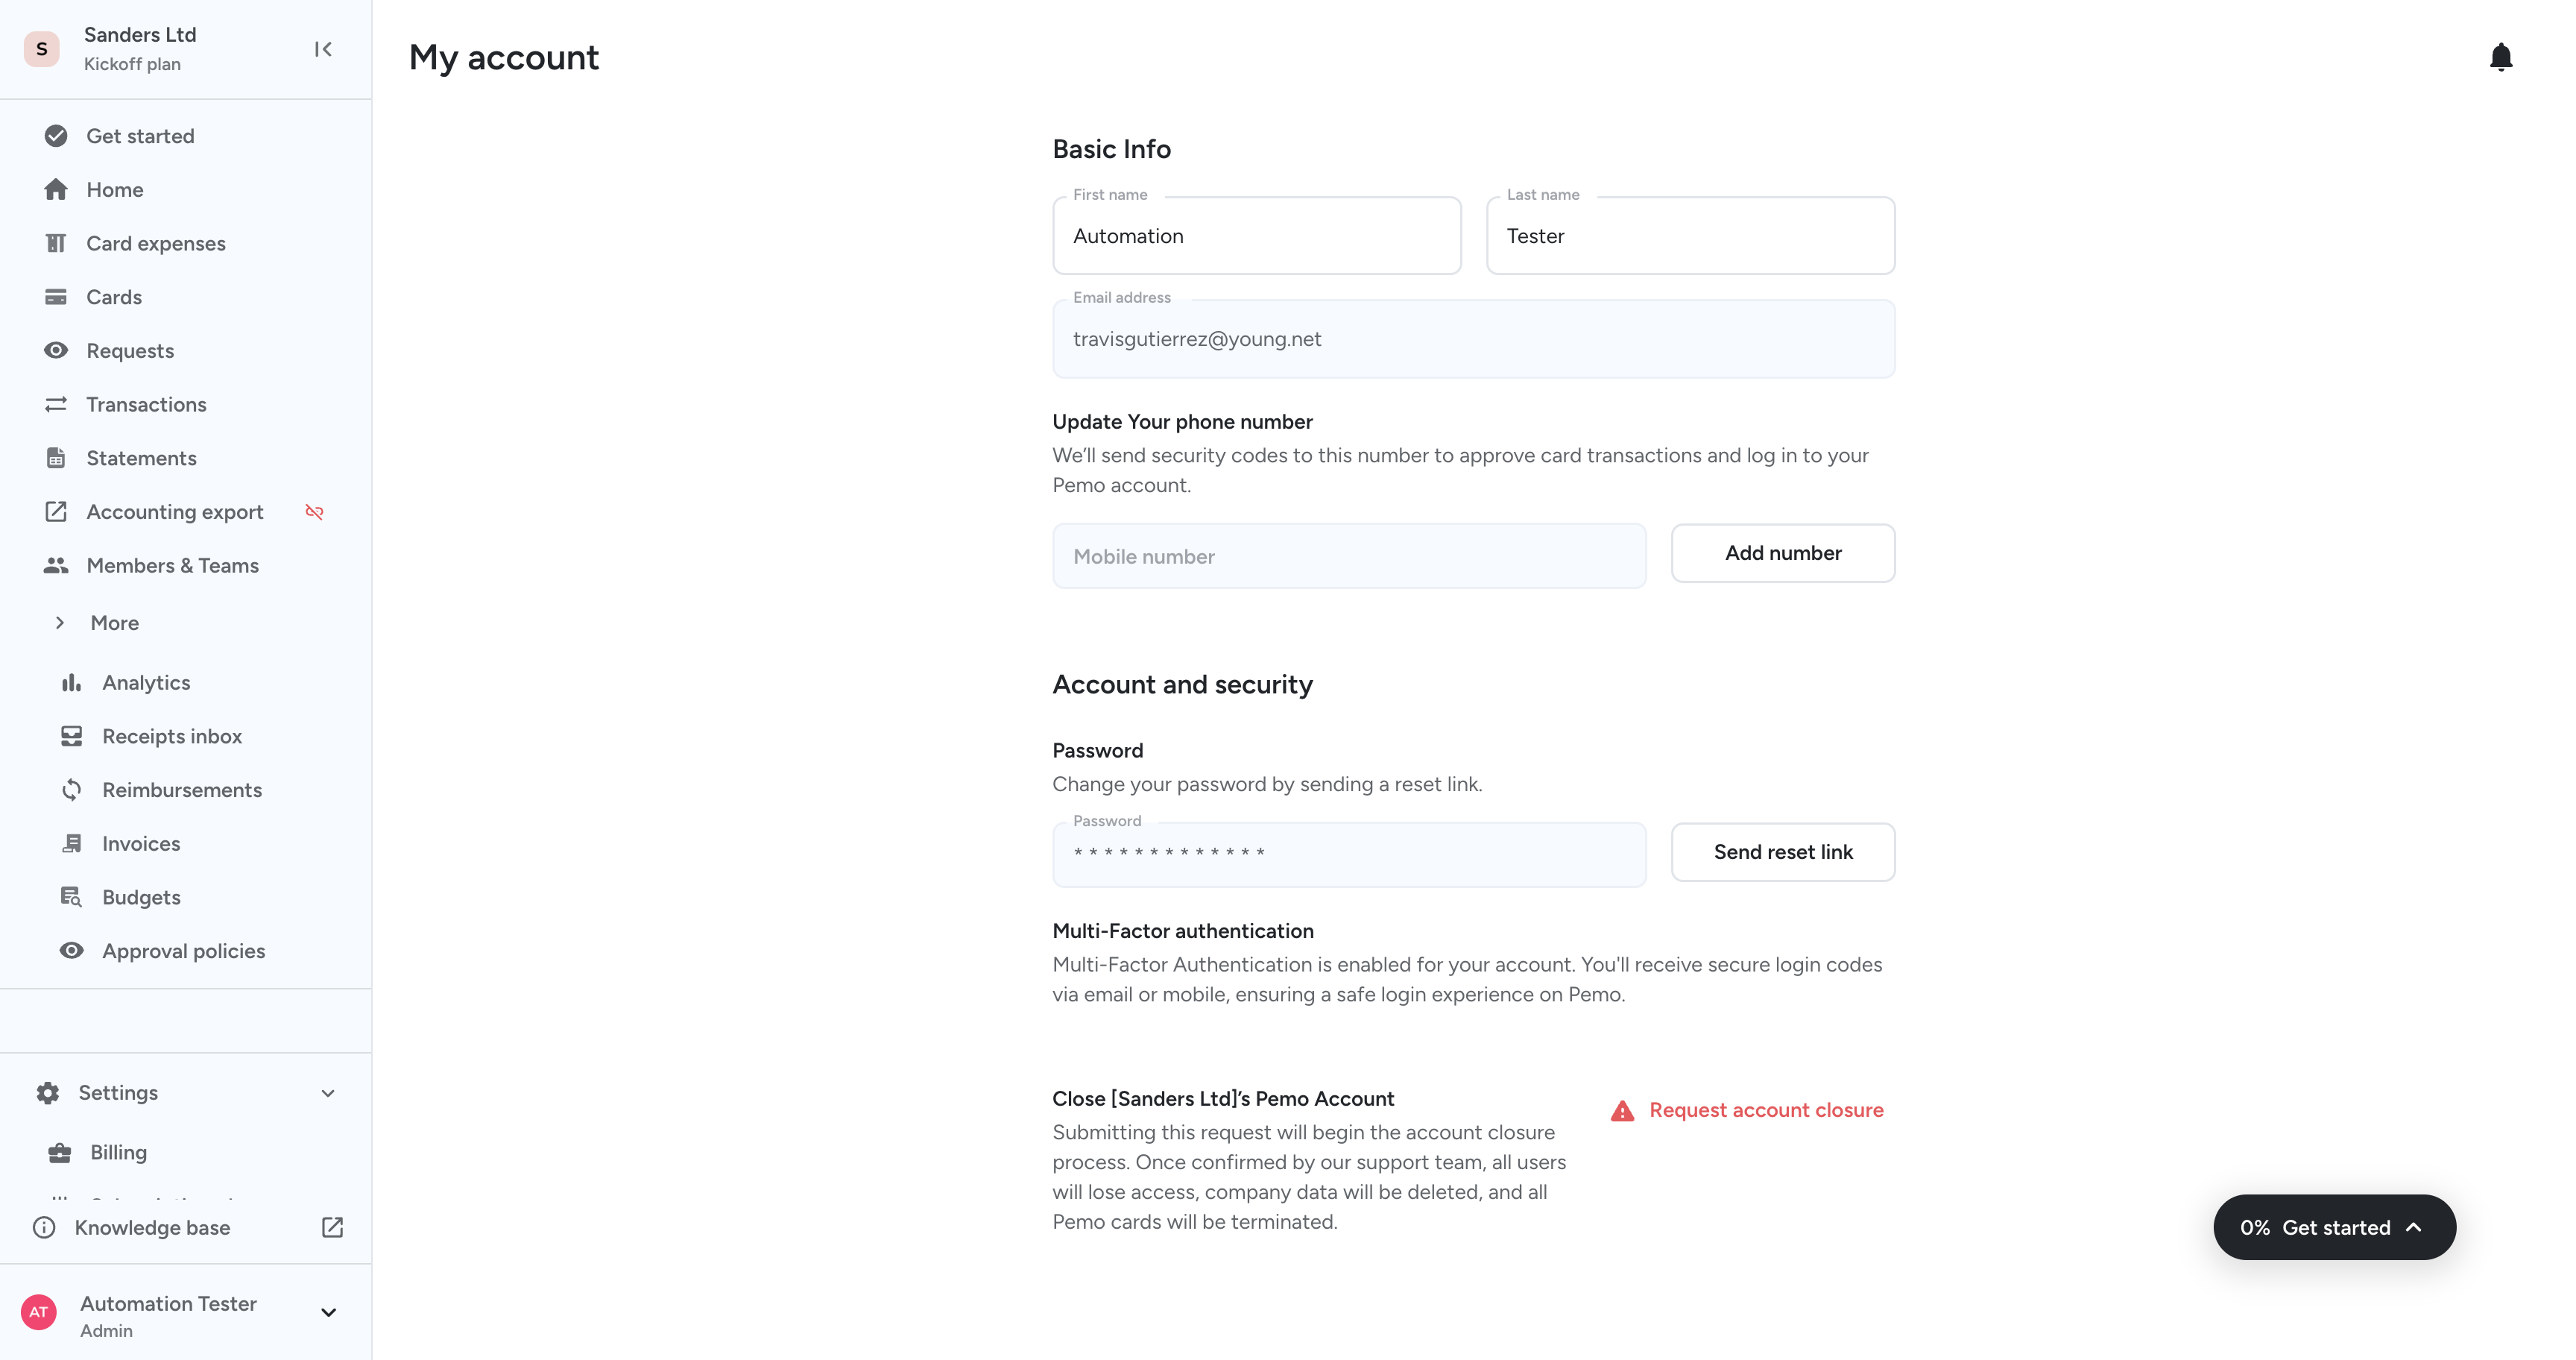 S
Sanders Ltd
Kickoff plan
Get started
Home
Card expenses
Cards
Requests
Transactions
Statements
Accounting export
Members & Teams
More
Analytics
Receipts inbox
Reimbursements
Invoices
Budgets
Approval policies
Settings
Billing
Knowledge base
AT
Automation Tester
Admin
My account
Basic Info
First name
Automation
Last name
Tester
Email address
travisgutierrez@young.net
Update Your phone number
We’ll send security codes to this number to approve card transactions and log in to your
Pemo account.
Mobile number
Add number
Account and security
Password
Change your password by sending a reset link.
Password
* * * * * * * * * * * * *
Send reset link
Multi-Factor authentication
Multi-Factor Authentication is enabled for your account. You'll receive secure login codes
via email or mobile, ensuring a safe login experience on Pemo.
Close [Sanders Ltd]’s Pemo Account
Submitting this request will begin the account closure
process. Once confirmed by our support team, all users
will lose access, company data will be deleted, and all
Pemo cards will be terminated.
Request account closure
0% Get started